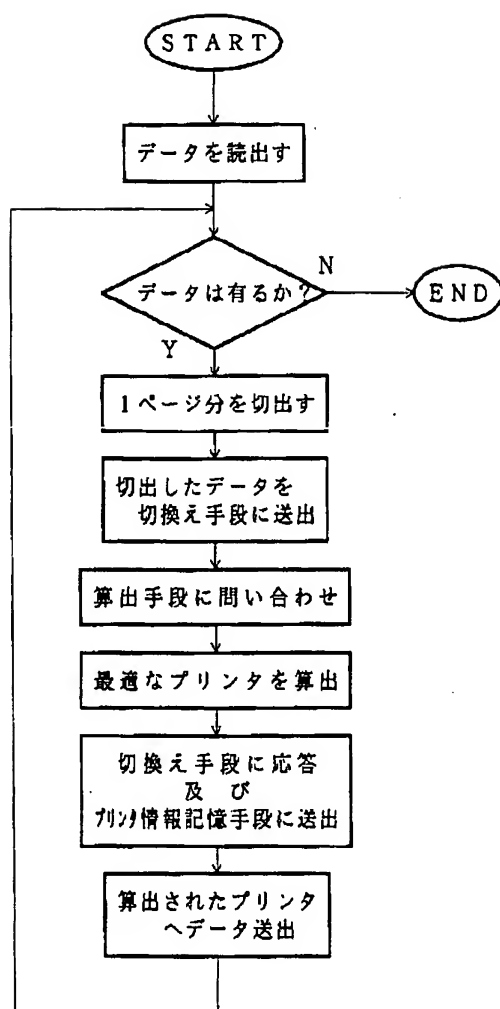 START
データを読出す
データは有るか?
N
END
Y
1ページ分を切出す
切出したデータを
切換え手段に送出
算出手段に問い合わせ
最適なプリンタを算出
切換え手段に応答
及び
プリンタ情報記憶手段に送出
算出されたプリンタ
へデータ送出